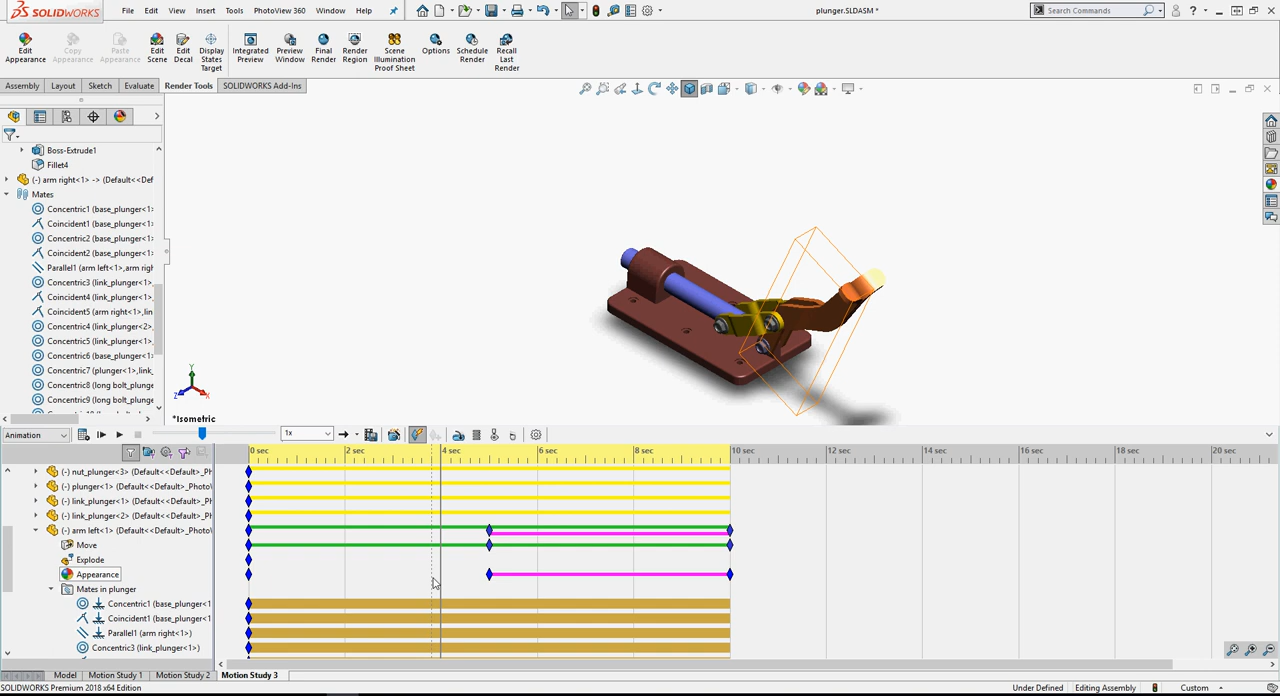 SOLIDWORKS
File Edit View Insert Tools PhotoView 360 Window Help
plunger.SLDASM *
Search Commands
Edit Appearance
Copy Appearance
Paste Appearance
Edit Scene
Edit Decal
Display States Target
Integrated Preview
Preview Window
Final Render
Render Region
Scene Illumination Proof Sheet
Options
Schedule Render
Recall Last Render
Assembly Layout Sketch Evaluate Render Tools SOLIDWORKS Add-Ins
Boss-Extrude1
Fillet4
(-) arm right<1> -> (Default<<Def
Mates
Concentric1 (base_plunger<1>
Coincident1 (base_plunger<1>
Concentric2 (base_plunger<1>
Coincident2 (base_plunger<1>
Parallel1 (arm left<1>,arm righ
Concentric3 (link_plunger<1>,
Coincident4 (link_plunger<1>,
Coincident5 (arm right<1>,lin
Concentric4 (link_plunger<2>,
Concentric5 (link_plunger<1>,
Concentric6 (base_plunger<1>
Concentric7 (plunger<1>,link_
Concentric8 (long bolt_plunge
Concentric9 (long bolt_plunge
Y
Z
X
*Isometric
Animation
1x
0 sec 2 sec 4 sec 6 sec 8 sec 10 sec 12 sec 14 sec 16 sec 18 sec 20 sec
(-) nut_plunger<3> (Default<<Default>_Ph
(-) plunger<1> (Default<<Default>_PhotoW
(-) link_plunger<1> (Default<<Default>_Ph
(-) link_plunger<2> (Default<<Default>_Ph
(-) arm left<1> (Default<<Default>_PhotoW
Move
Explode
Appearance
Mates in plunger
Concentric1 (base_plunger<1
Coincident1 (base_plunger<1
Parallel1 (arm right<1>)
Concentric3 (link_plunger<1>)
Model Motion Study 1 Motion Study 2 Motion Study 3
SOLIDWORKS Premium 2018 x64 Edition
Under Defined Editing Assembly Custom